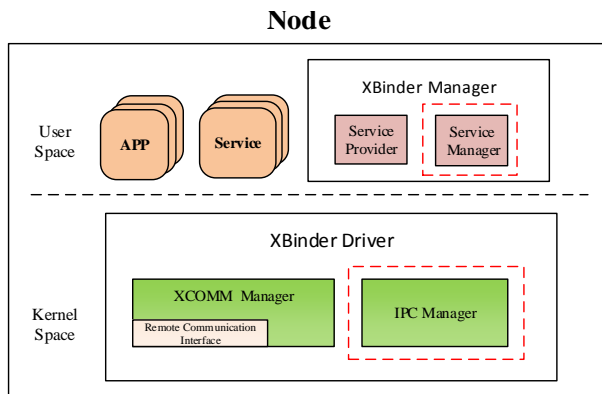 Node
XBinder Manager
User
Space
APP
Service
Service
Provider
Service
Manager
XBinder Driver
Kernel
Space
XCOMM Manager
Remote Communication
Interface
IPC Manager